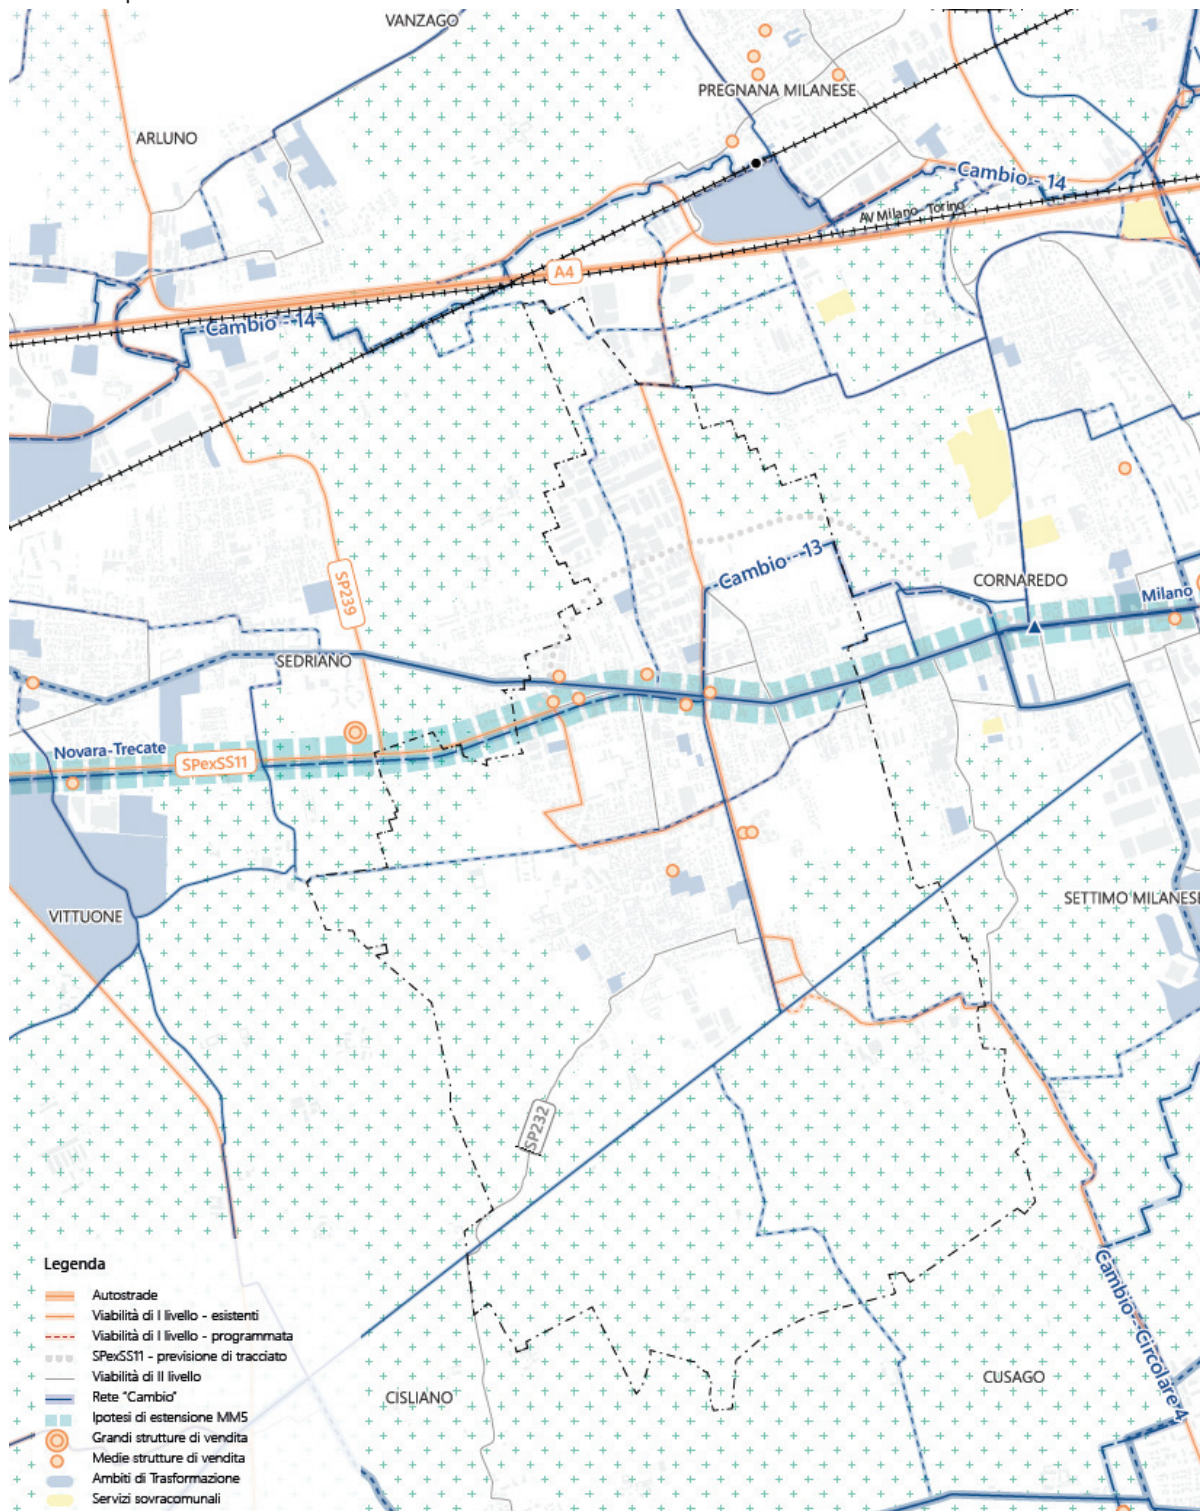 VANZAGO
PREGNANA MILANESE
ARLUNO
Cambio - 14
AV Milano - Torino
A4
Cambio - 14
Cambio - 13
SP239
CORNAREDO
Milano
SEDRIANO
Novara-Trecate
SPexSS11
SETTIMO MILANESE
VITTUONE
SP232
Cambio - Circolare 4
CUSAGO
CISLIANO
Legenda
Autostrade
Viabilità di I livello - esistenti
Viabilità di I livello - programmata
SPexSS11 - previsione di tracciato
Viabilità di II livello
Rete "Cambio"
Ipotesi di estensione MM5
Grandi strutture di vendita
Medie strutture di vendita
Ambiti di Trasformazione
Servizi sovracomunali